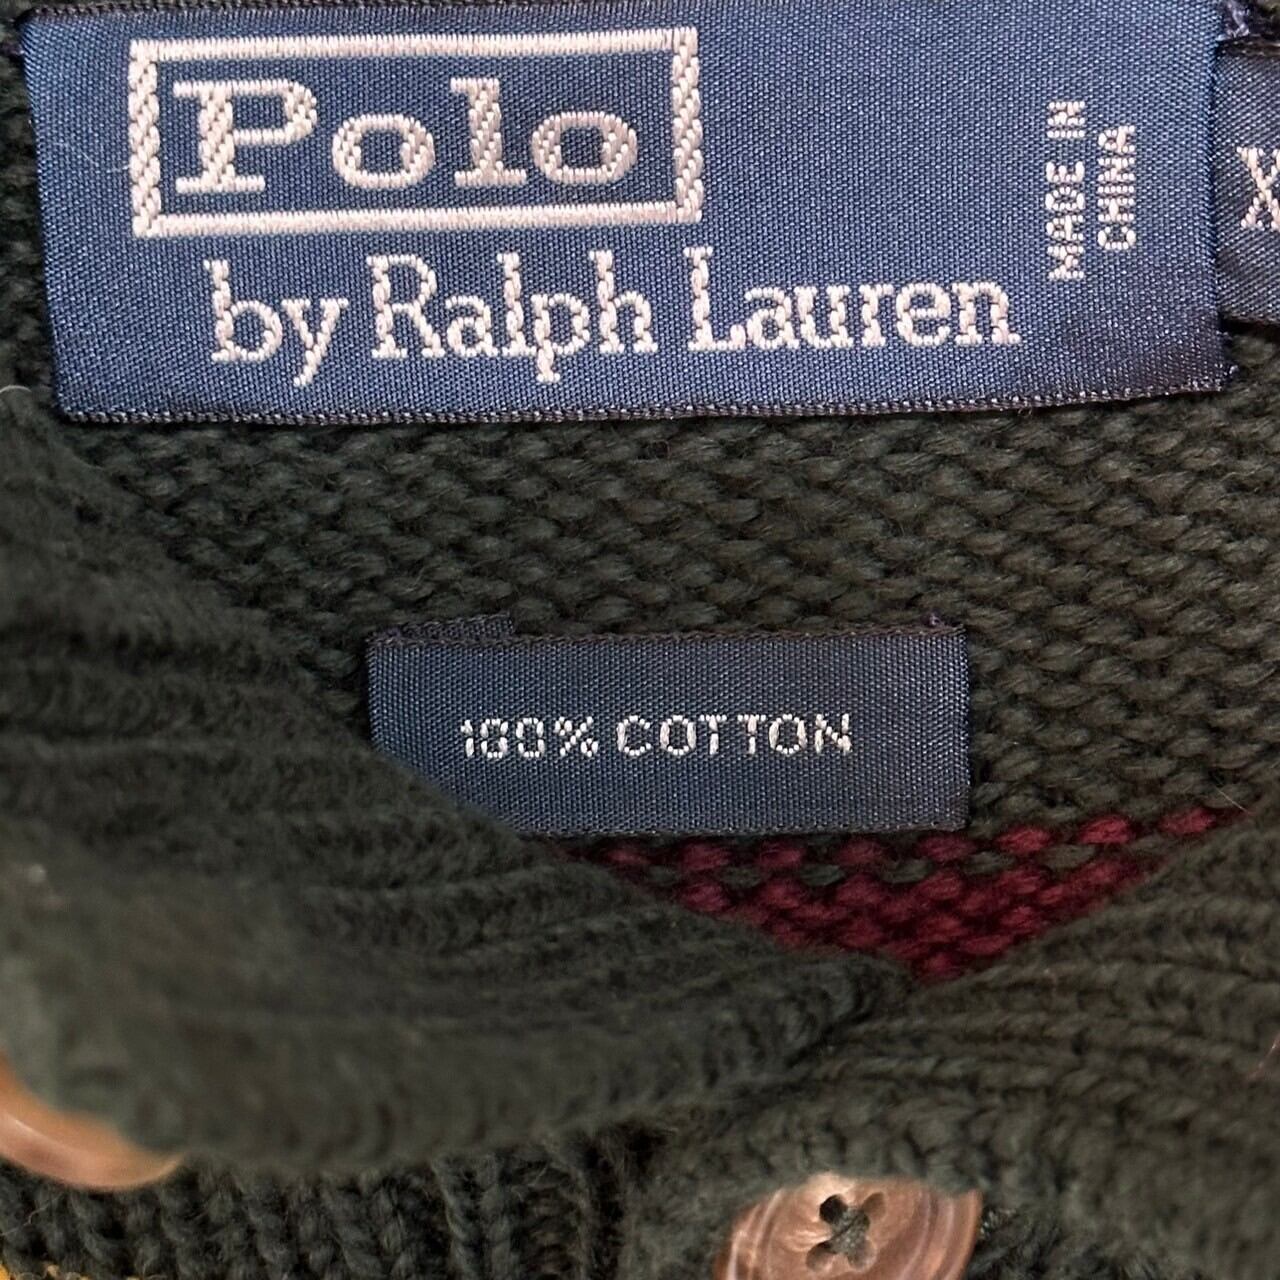 Polo
by Ralph Lauren
MADE IN
CHINA
X
100% COTTON